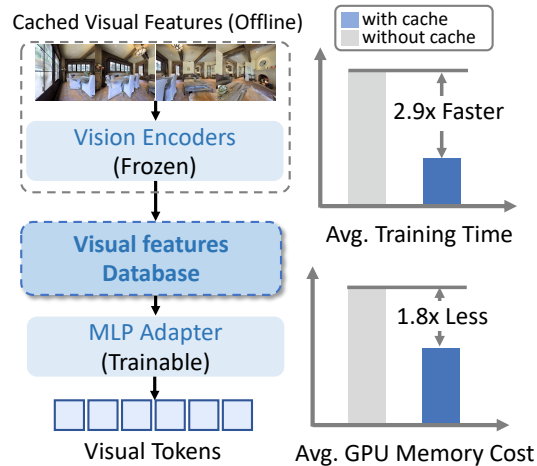 Cached Visual Features (Offline)
Vision Encoders
(Frozen)
Visual features
Database
MLP Adapter
(Trainable)
Visual Tokens
with cache
without cache
2.9x Faster
Avg. Training Time
1.8x Less
Avg. GPU Memory Cost